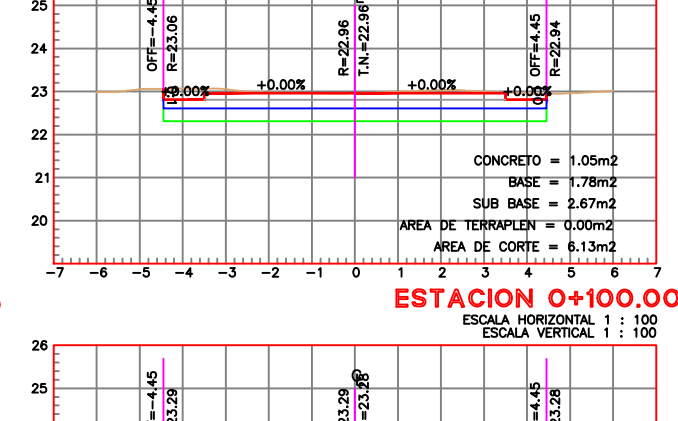 25
24
23
22
21
20
OFF=-4.45
R=23.06
R=22.96
T.N.=22.96
OFF=4.45
R=22.94
+0.00%
+0.00%
+0.00%
+0.00%
CONCRETO = 1.05m2
BASE = 1.78m2
SUB BASE = 2.67m2
AREA DE TERRAPLEN = 0.00m2
AREA DE CORTE = 6.13m2
-7 -6 -5 -4 -3 -2 -1 0 1 2 3 4 5 6 7
ESTACION 0+100.00
ESCALA HORIZONTAL 1 : 100
ESCALA VERTICAL 1 : 100
26
25
=-4.45
23.29
23.29
=23.28
=4.45
23.28